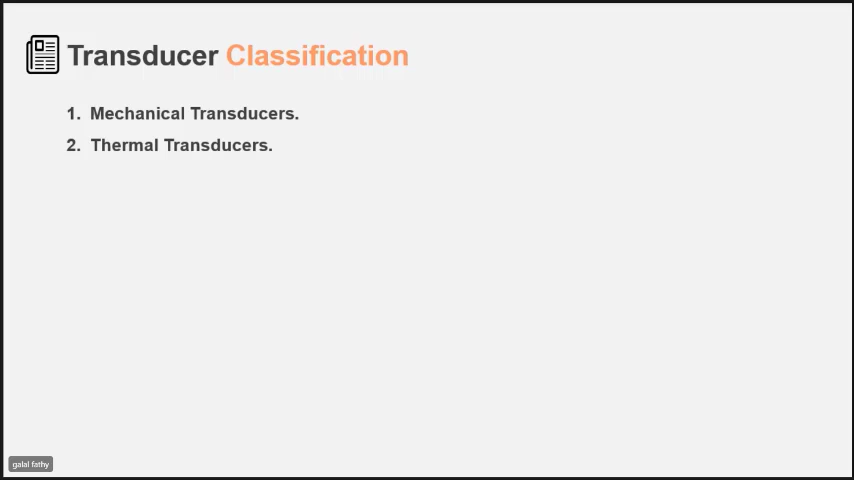 Transducer Classification
1. Mechanical Transducers.
2. Thermal Transducers.
galal fathy